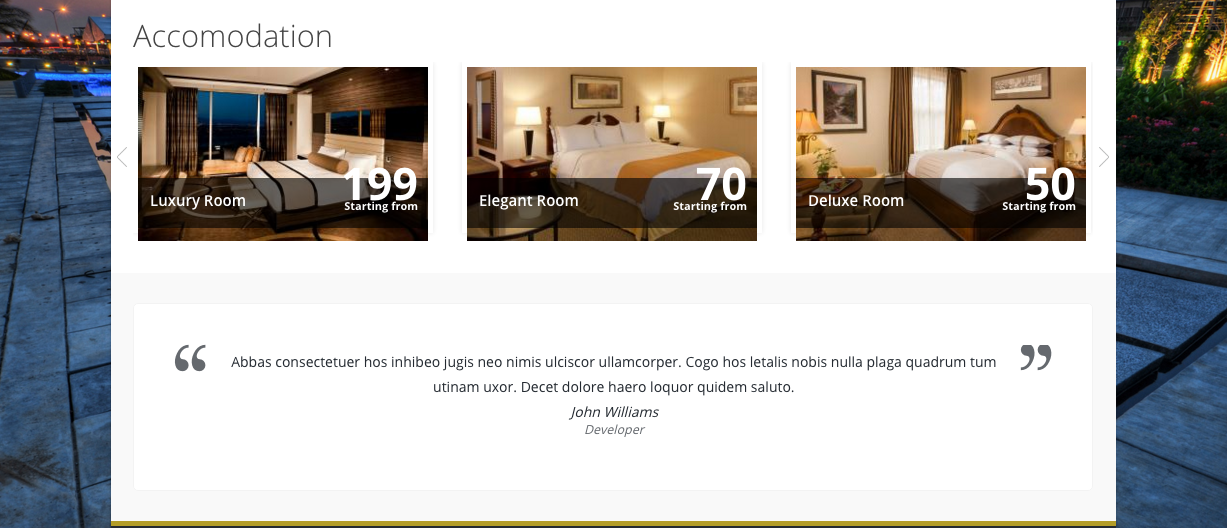 Accomodation
Luxury Room
199
Starting from
Elegant Room
70
Starting from
Deluxe Room
50
Starting from
“ Abbas consectetuer hos inhibeo jugis neo nimis ulciscor ullamcorper. Cogo hos letalis nobis nulla plaga quadrum tum ”
utinam uxor. Decet dolore haero loquor quidem saluto.
John Williams
Developer